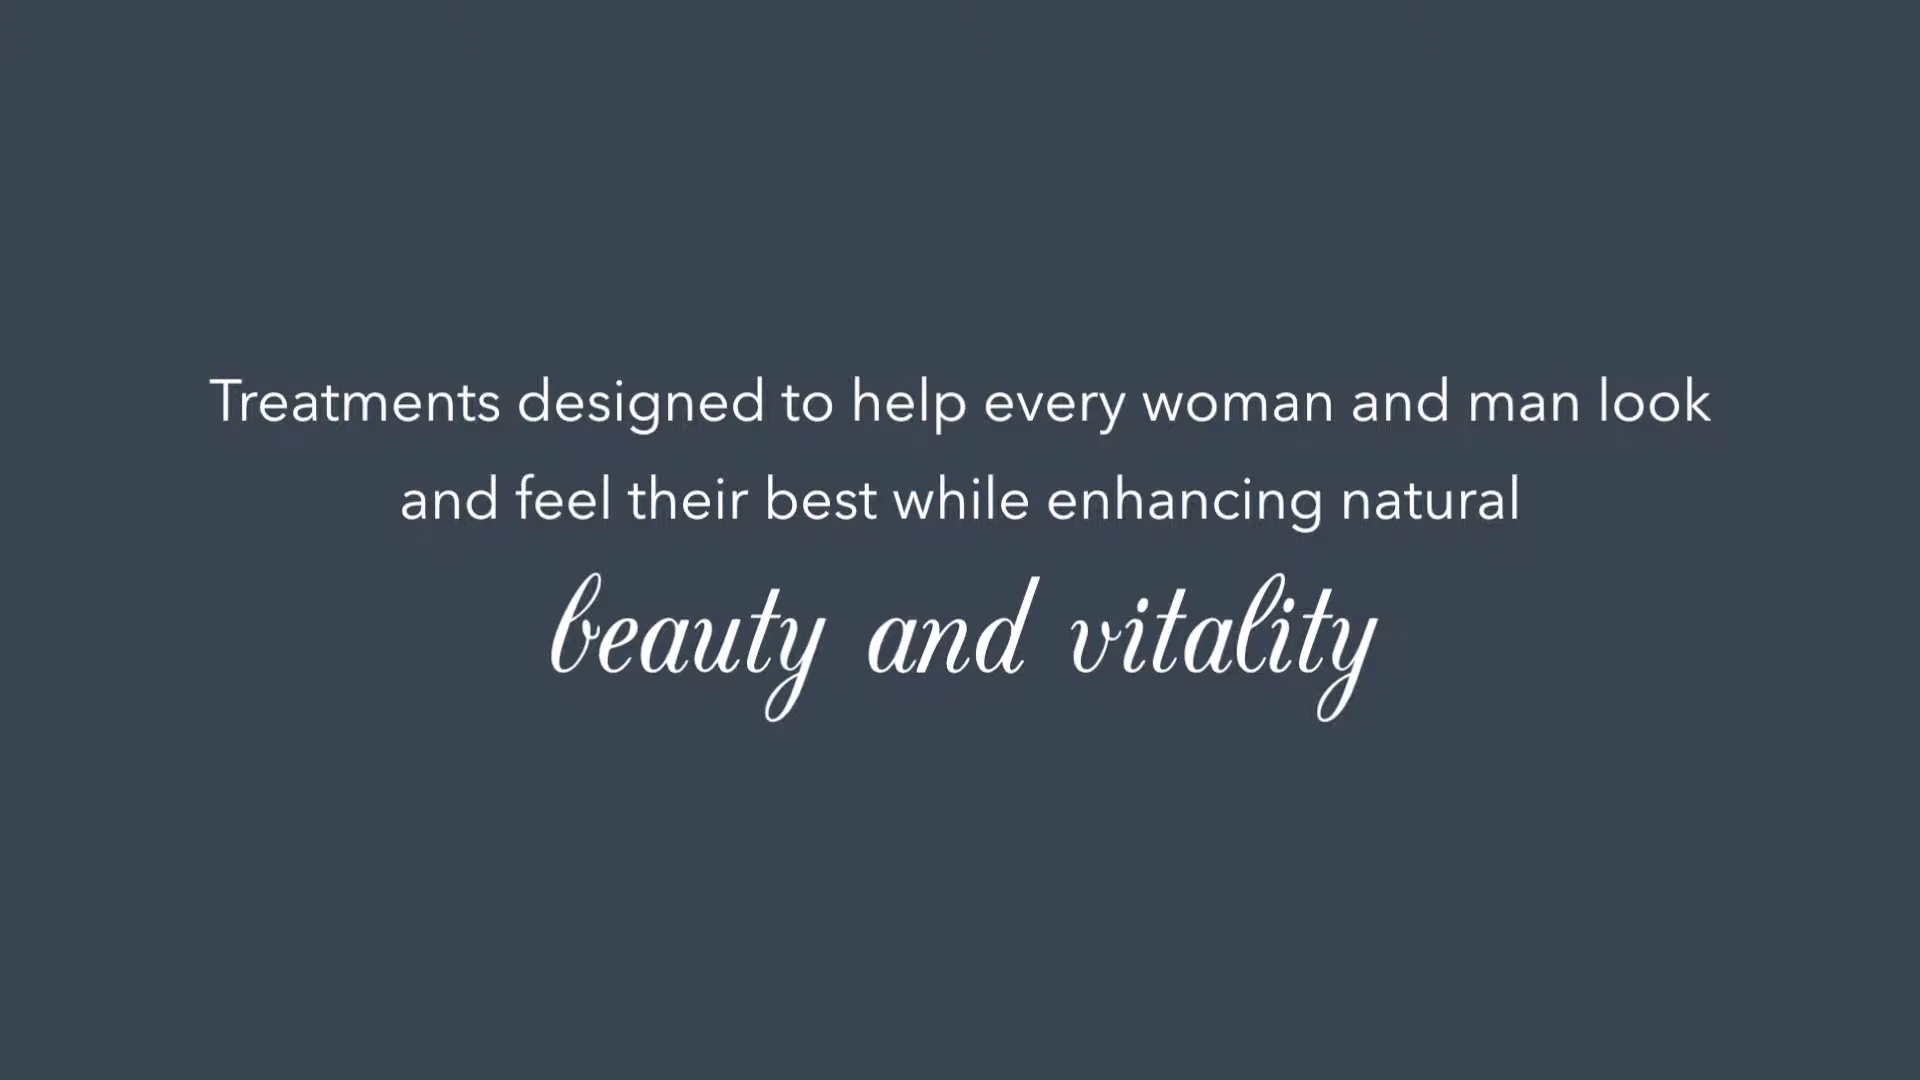 Treatments designed to help every woman and man look
and feel their best while enhancing natural
beauty and vitality